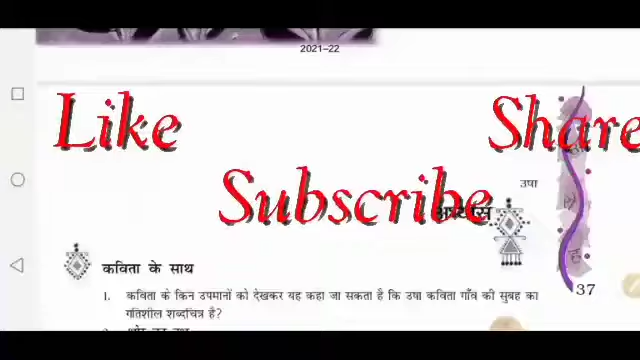 2021–22
Like
Share
Subscribe
उषा
अभ्यास
कविता के साथ
1. कविता के किन उपमानों को देखकर यह कहा जा सकता है कि उषा कविता गाँव की सुबह का
गतिशील शब्दचित्र है?
37